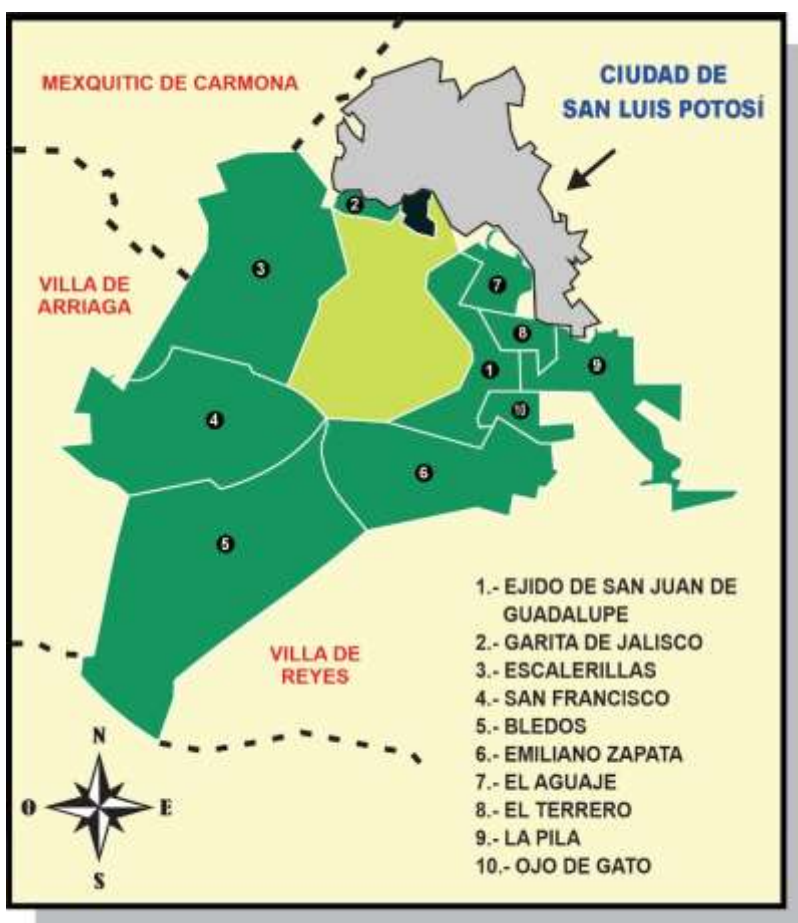 MEXQUITIC DE CARMONA
CIUDAD DE
SAN LUIS POTOSÍ
2
3
VILLA DE
ARRIAGA
7
8
9
1
10
4
6
5
1.- EJIDO DE SAN JUAN DE
GUADALUPE
2.- GARITA DE JALISCO
3.- ESCALERILLAS
4.- SAN FRANCISCO
5.- BLEDOS
6.- EMILIANO ZAPATA
7.- EL AGUAJE
8.- EL TERRERO
9.- LA PILA
10.- OJO DE GATO
VILLA DE
REYES
N
O
E
S